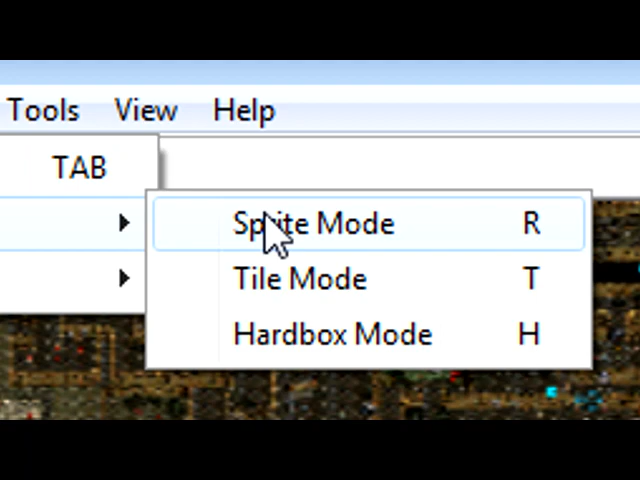 Tools View Help
TAB
Sprite Mode R
Tile Mode T
Hardbox Mode H